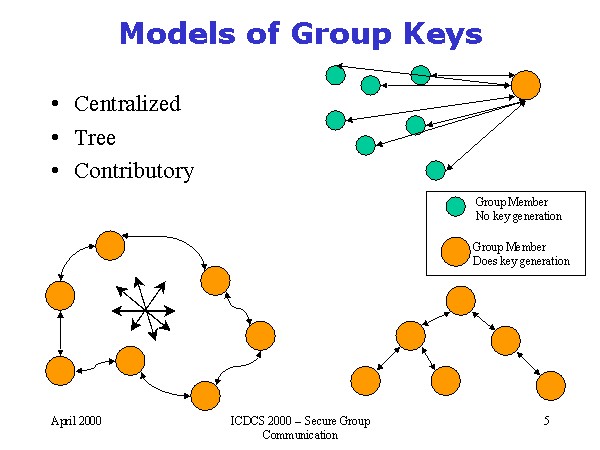 Models of Group Keys
• Centralized
• Tree
• Contributory
Group Member
No key generation
Group Member
Does key generation
April 2000
ICDCS 2000 – Secure Group
Communication
5